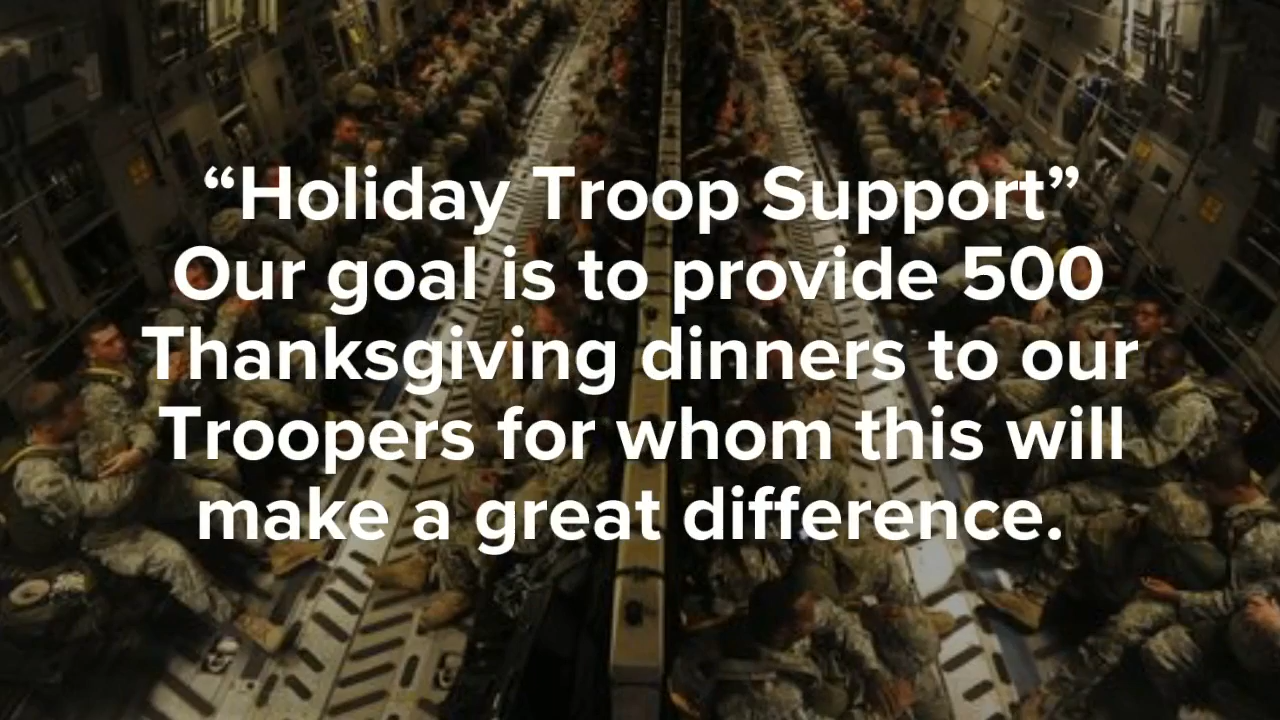 “Holiday Troop Support”
Our goal is to provide 500
Thanksgiving dinners to our
Troopers for whom this will
make a great difference.